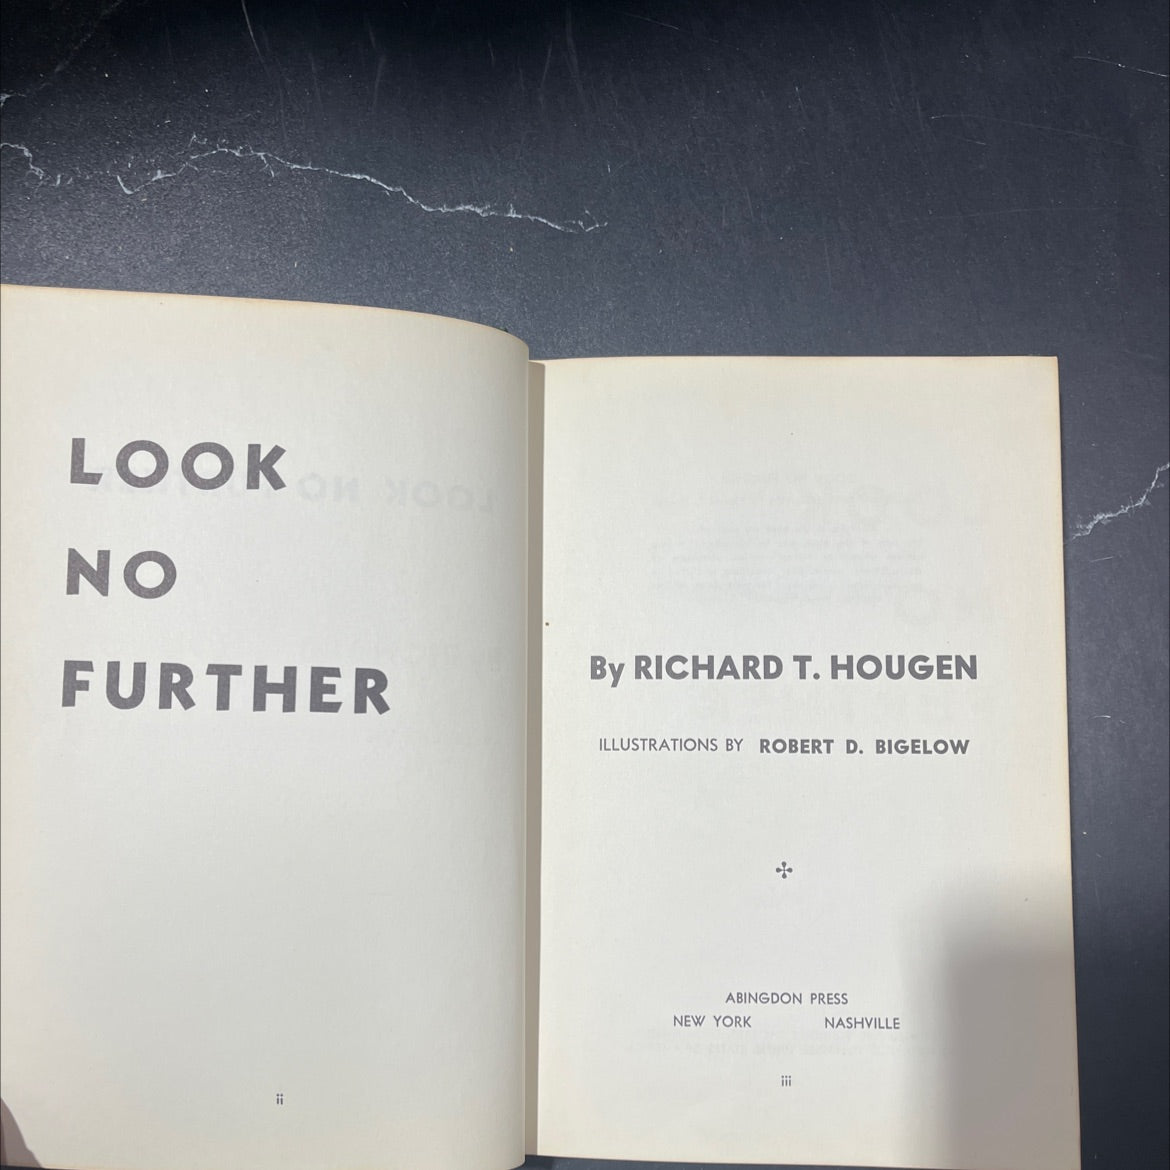 LOOK
NO
FURTHER
ii
By RICHARD T. HOUGEN
ILLUSTRATIONS BY ROBERT D. BIGELOW
ABINGDON PRESS
NEW YORK NASHVILLE
iii